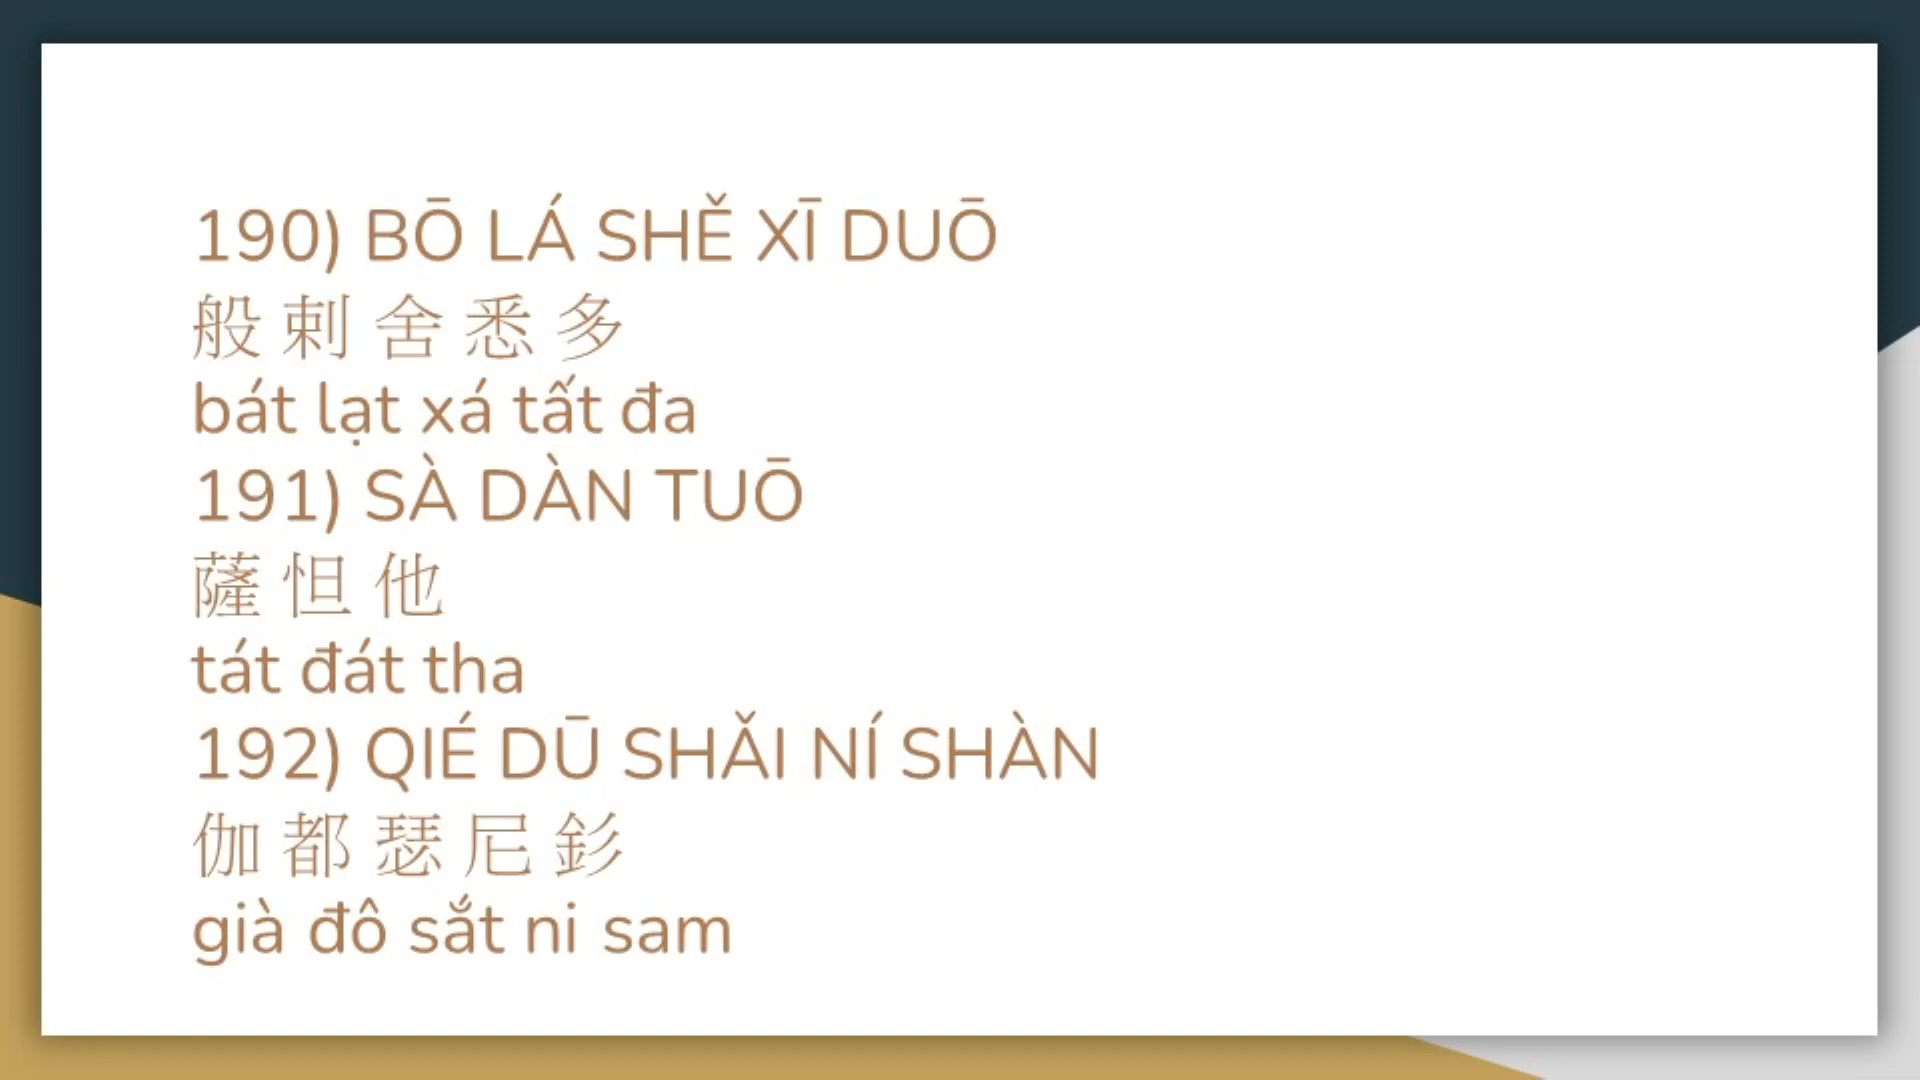 190) BŌ LÁ SHĚ XĪ DUŌ
般 剌 舍 悉 多
bát lạt xá tất đa
191) SÀ DÀN TUŌ
薩 怛 他
tát đát tha
192) QIÉ DŪ SHǍI NÍ SHÀN
伽 都 瑟 尼 釤
già đô sắt ni sam